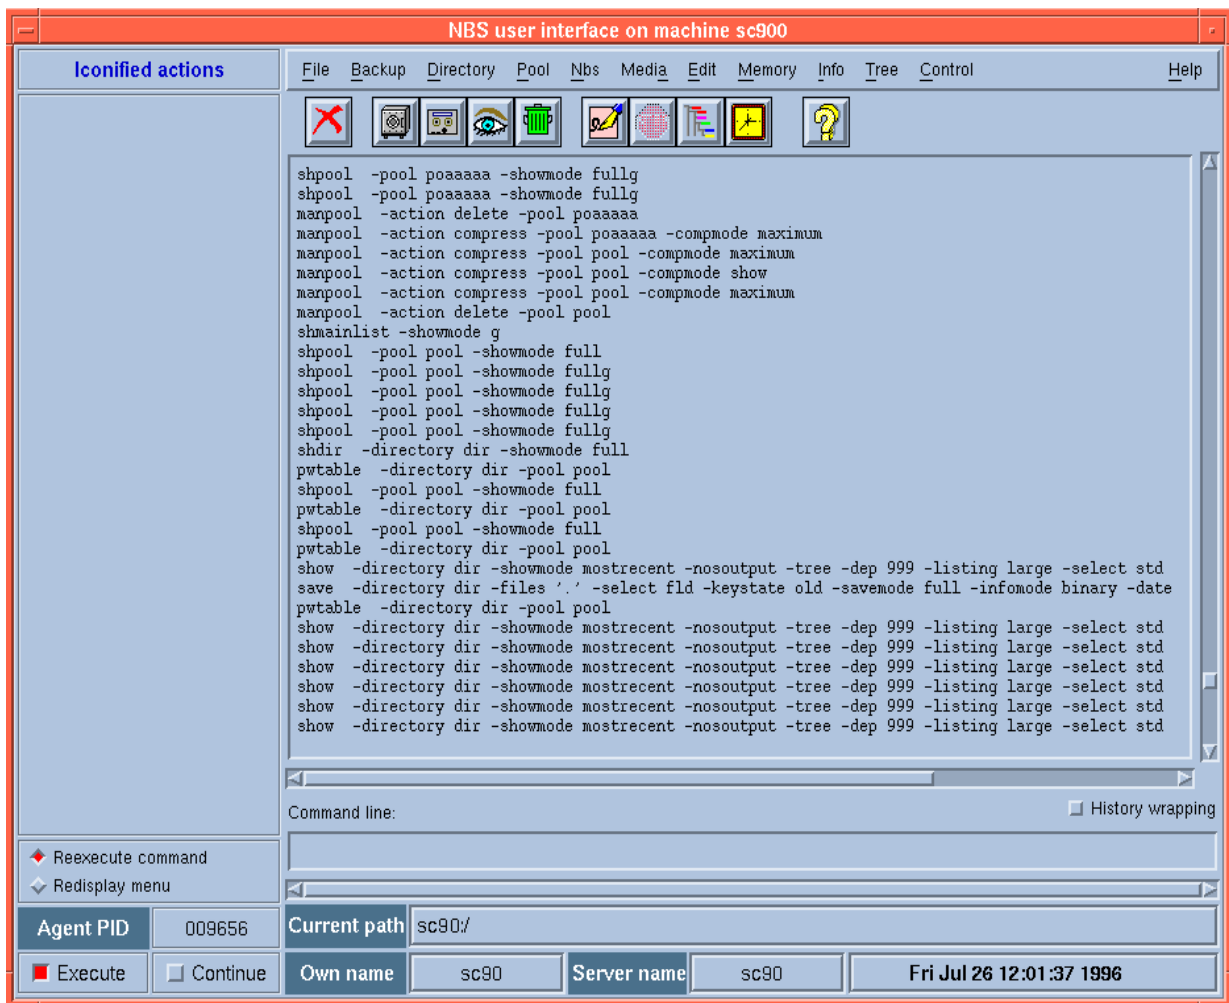 NBS user interface on machine sc900
Iconified actions
File Backup Directory Pool Nbs Media Edit Memory Info Tree Control Help
shpool -pool poaaaaa -showmode fullg
shpool -pool poaaaaa -showmode fullg
manpool -action delete -pool poaaaaa
manpool -action compress -pool poaaaaa -compmode maximum
manpool -action compress -pool pool -compmode maximum
manpool -action compress -pool pool -compmode show
manpool -action compress -pool pool -compmode maximum
manpool -action delete -pool pool
shmainlist -showmode g
shpool -pool pool -showmode full
shpool -pool pool -showmode fullg
shpool -pool pool -showmode fullg
shpool -pool pool -showmode fullg
shpool -pool pool -showmode fullg
shdir -directory dir -showmode full
pwtable -directory dir -pool pool
shpool -pool pool -showmode full
pwtable -directory dir -pool pool
shpool -pool pool -showmode full
pwtable -directory dir -pool pool
show -directory dir -showmode mostrecent -nosoutput -tree -dep 999 -listing large -select std
save -directory dir -files '.' -select fld -keystate old -savemode full -infomode binary -date
pwtable -directory dir -pool pool
show -directory dir -showmode mostrecent -nosoutput -tree -dep 999 -listing large -select std
show -directory dir -showmode mostrecent -nosoutput -tree -dep 999 -listing large -select std
show -directory dir -showmode mostrecent -nosoutput -tree -dep 999 -listing large -select std
show -directory dir -showmode mostrecent -nosoutput -tree -dep 999 -listing large -select std
show -directory dir -showmode mostrecent -nosoutput -tree -dep 999 -listing large -select std
show -directory dir -showmode mostrecent -nosoutput -tree -dep 999 -listing large -select std
Command line:
History wrapping
Reexecute command
Redisplay menu
Agent PID 009656
Current path sc90:/
Execute Continue
Own name sc90 Server name sc90 Fri Jul 26 12:01:37 1996